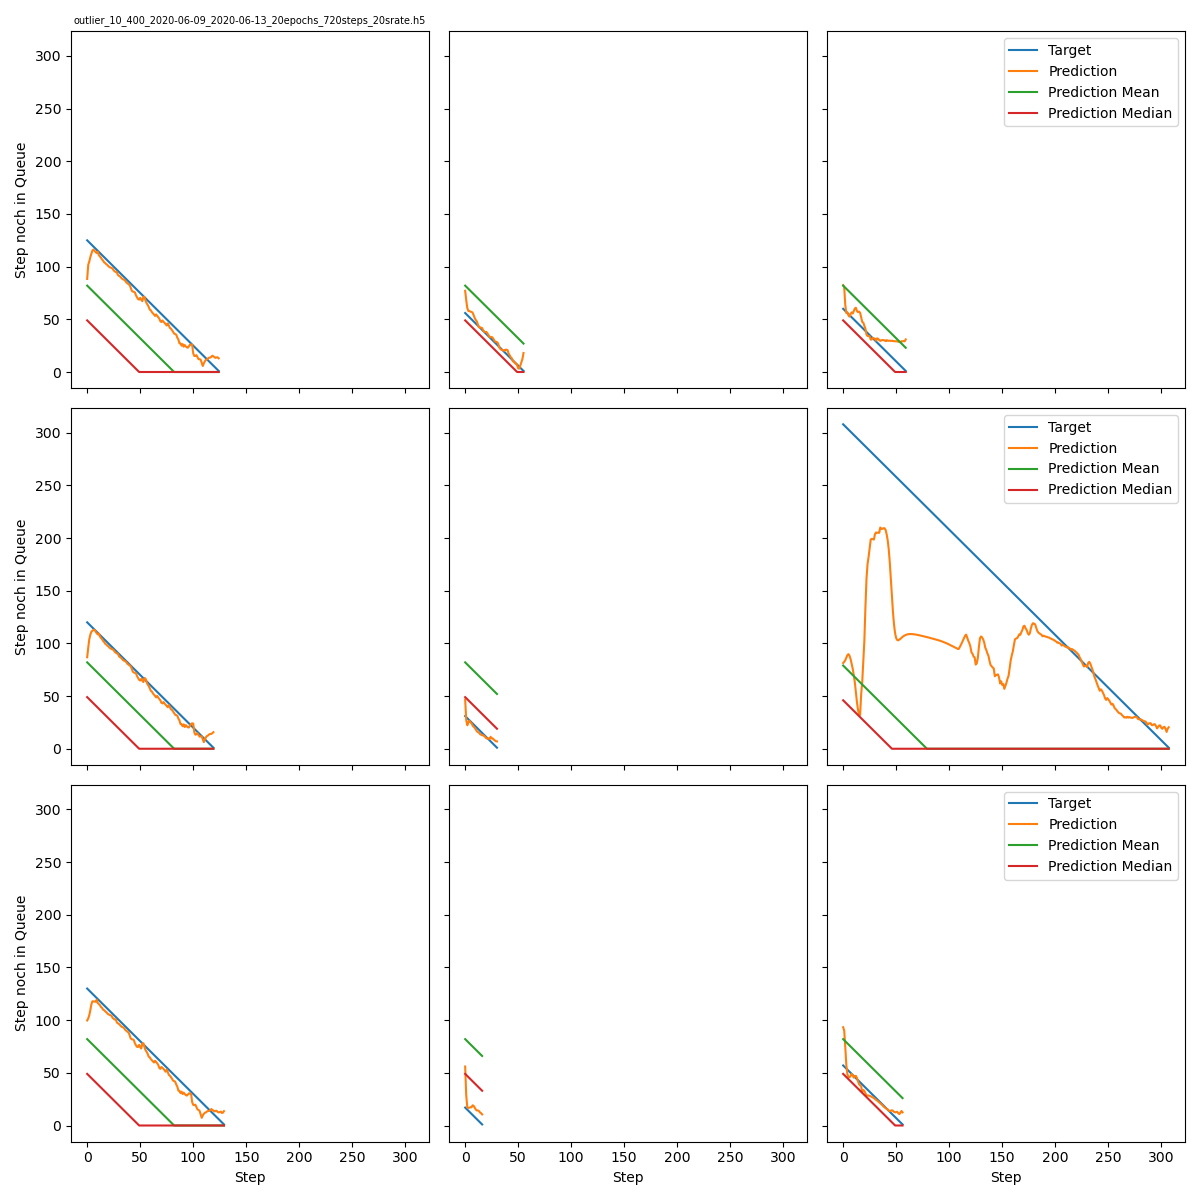 outlier_10_400_2020-06-09_2020-06-13_20epochs_720steps_20srate.h5
300
250
200
150
100
50
0
Step noch in Queue
Target
Prediction
Prediction Mean
Prediction Median
300
250
200
150
100
50
0
Step noch in Queue
Target
Prediction
Prediction Mean
Prediction Median
300
250
200
150
100
50
0
Step noch in Queue
Target
Prediction
Prediction Mean
Prediction Median
0 50 100 150 200 250 300
Step
0 50 100 150 200 250 300
Step
0 50 100 150 200 250 300
Step